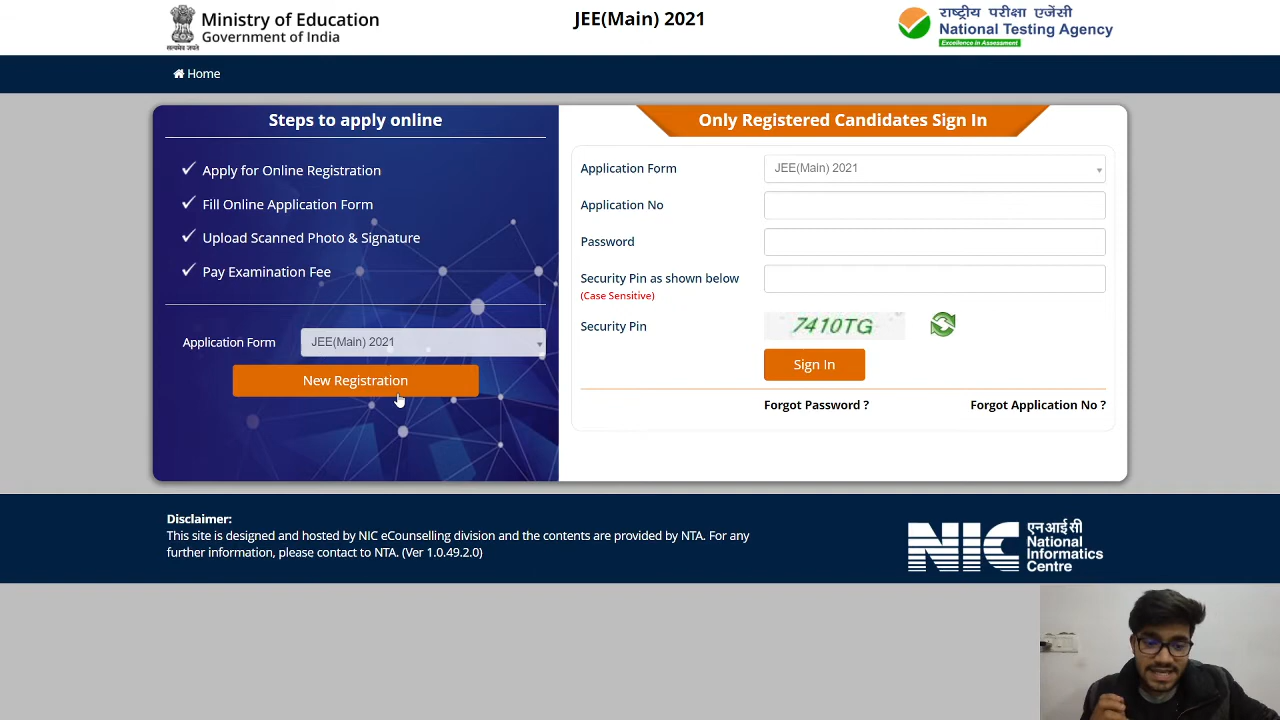 सत्यमेव जयते
Ministry of Education
Government of India
JEE(Main) 2021
राष्ट्रीय परीक्षा एजेंसी
National Testing Agency
Excellence in Assessment
Home
Steps to apply online
Apply for Online Registration
Fill Online Application Form
Upload Scanned Photo & Signature
Pay Examination Fee
Application Form
JEE(Main) 2021
New Registration
Only Registered Candidates Sign In
Application Form
JEE(Main) 2021
Application No
Password
Security Pin as shown below
(Case Sensitive)
Security Pin
7410TG
Sign In
Forgot Password ?
Forgot Application No ?
Disclaimer:
This site is designed and hosted by NIC eCounselling division and the contents are provided by NTA. For any
further information, please contact to NTA. (Ver 1.0.49.2.0)
NIC
एन आई सी
National
Informatics
Centre